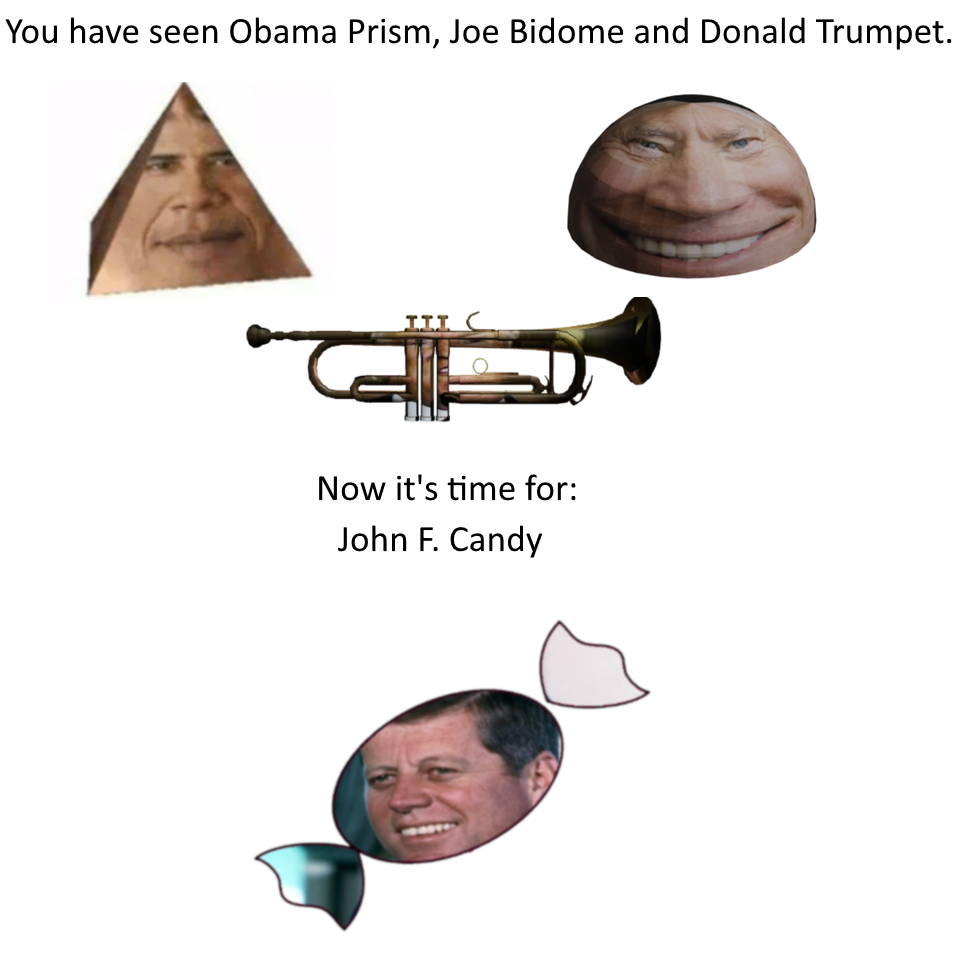 You have seen Obama Prism, Joe Bidome and Donald Trumpet.
Now it's time for:
John F. Candy